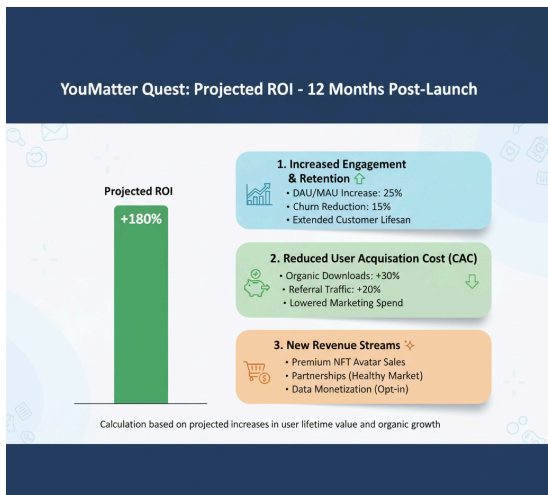 YouMatter Quest: Projected ROI - 12 Months Post-Launch
Projected ROI
+180%
1. Increased Engagement
& Retention
• DAU/MAU Increase: 25%
• Churn Reduction: 15%
• Extended Customer Lifesan
2. Reduced User Acquisation Cost (CAC)
• Organic Downloads: +30%
• Referral Traffic: +20%
• Lowered Marketing Spend
3. New Revenue Streams
• Premium NFT Avatar Sales
• Partnerships (Healthy Market)
• Data Monetization (Opt-in)
Calculation based on projected increases in user lifetime value and organic growth